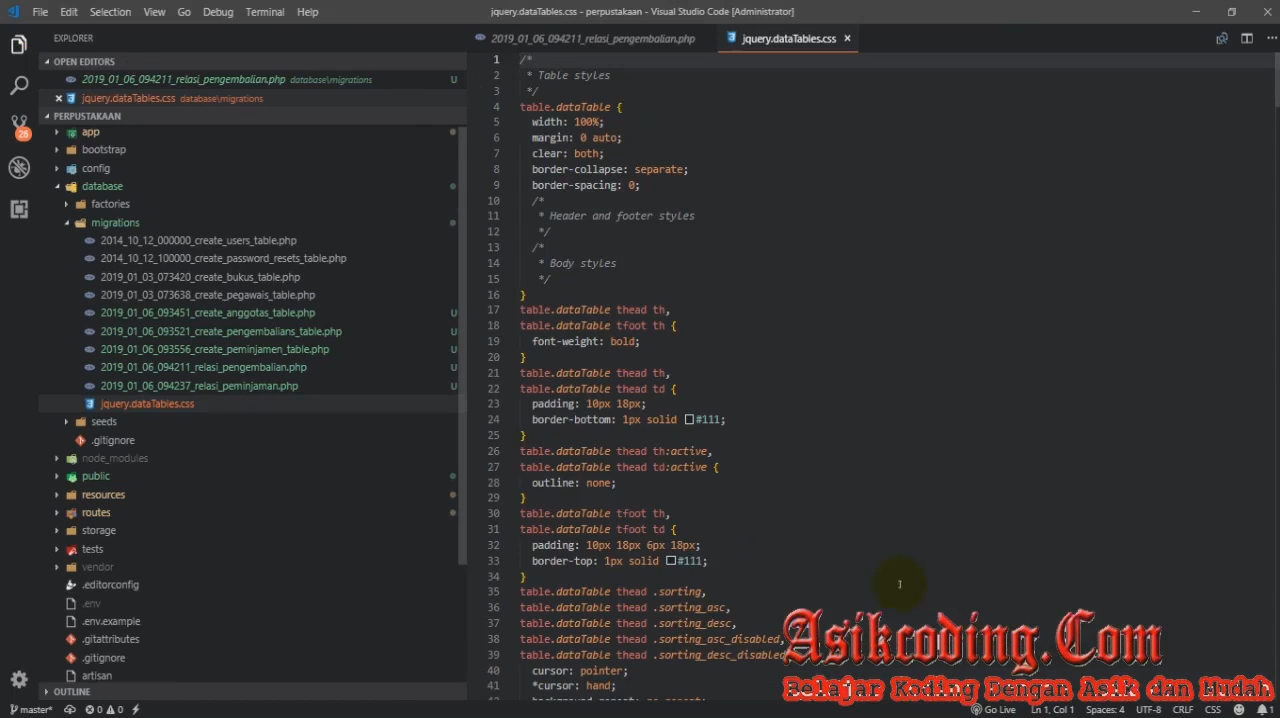 File Edit Selection View Go Debug Terminal Help
jquery.dataTables.css - perpustakaan - Visual Studio Code [Administrator]
EXPLORER
OPEN EDITORS
2019_01_06_094211_relasi_pengembalian.php database\migrations U
jquery.dataTables.css database\migrations
PERPUSTAKAAN
app
bootstrap
config
database
factories
migrations
2014_10_12_000000_create_users_table.php
2014_10_12_100000_create_password_resets_table.php
2019_01_03_073420_create_bukus_table.php
2019_01_03_073638_create_pegawais_table.php
2019_01_06_093451_create_anggotas_table.php U
2019_01_06_093521_create_pengembalians_table.php U
2019_01_06_093556_create_peminjamen_table.php U
2019_01_06_094211_relasi_pengembalian.php U
2019_01_06_094237_relasi_peminjaman.php U
jquery.dataTables.css
seeds
.gitignore
node_modules
public
resources
routes
storage
tests
vendor
.editorconfig
.env
.env.example
.gitattributes
.gitignore
artisan
OUTLINE
26
2019_01_06_094211_relasi_pengembalian.php
jquery.dataTables.css
1 /*
2 * Table styles
3 */
4 table.dataTable {
5 width: 100%;
6 margin: 0 auto;
7 clear: both;
8 border-collapse: separate;
9 border-spacing: 0;
10 /*
11 * Header and footer styles
12 */
13 /*
14 * Body styles
15 */
16 }
17 table.dataTable thead th,
18 table.dataTable tfoot th {
19 font-weight: bold;
20 }
21 table.dataTable thead th,
22 table.dataTable thead td {
23 padding: 10px 18px;
24 border-bottom: 1px solid #111;
25 }
26 table.dataTable thead th:active,
27 table.dataTable thead td:active {
28 outline: none;
29 }
30 table.dataTable tfoot th,
31 table.dataTable tfoot td {
32 padding: 10px 18px 6px 18px;
33 border-top: 1px solid #111;
34 }
35 table.dataTable thead .sorting,
36 table.dataTable thead .sorting_asc,
37 table.dataTable thead .sorting_desc,
38 table.dataTable thead .sorting_asc_disabled,
39 table.dataTable thead .sorting_desc_disabled
40 cursor: pointer;
41 *cursor: hand;
Asikcoding.Com
Belajar Koding Dengan Asik dan Mudah
master* 0 0
Go Live Ln 1, Col 1 Spaces: 4 UTF-8 CRLF CSS 1